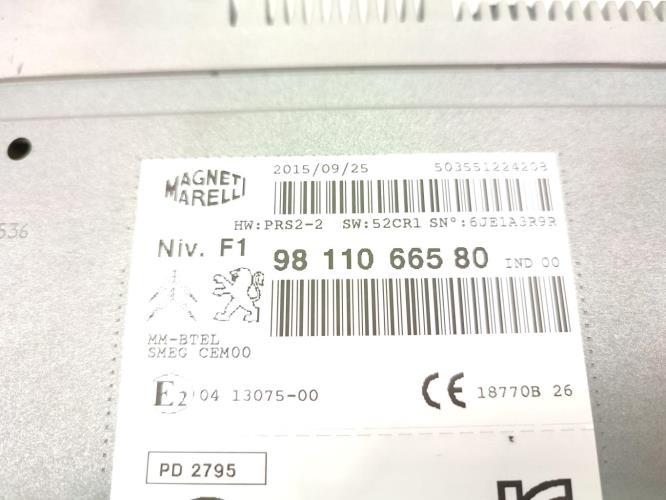 536
MAGNETI MARELLI
2015/09/25 503551224208
HW:PRS2-2 SW:52CR1 SN°:6JE1A3R9R
Niv. F1
98 110 665 80 IND 00
MM-BTEL
SMEG CEM00
E2 04 13075-00
CE 18770B 26
PD 2795